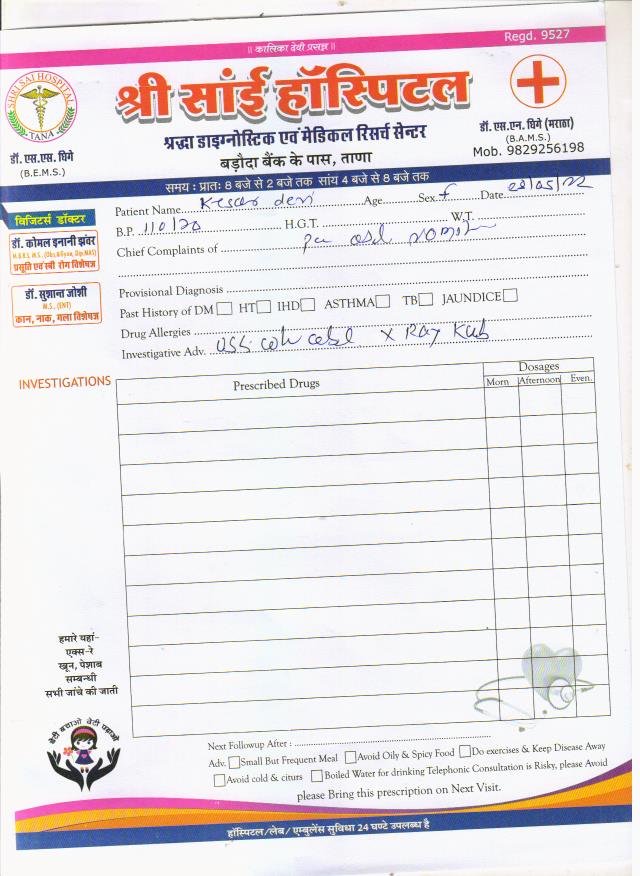 Regd. 9527
॥ कालिका देवी प्रसन्न ॥
SHRI SAI HOSPITAL
TANA
श्री सांई हॉस्पिटल
श्रद्धा डाइग्नोस्टिक एवं मेडिकल रिसर्च सेन्टर
बड़ौदा बैंक के पास, ताणा
डॉ. एस.एस. घिगे
(B.E.M.S.)
डॉ. एस.एन. घिगे (मराठा)
(B.A.M.S.)
Mob. 9829256198
समय : प्रातः 8 बजे से 2 बजे तक सांय 4 बजे से 8 बजे तक
विजिटर्स डॉक्टर
डॉ. कोमल इनानी झंवर
प्रसुति एवं स्त्री रोग विशेषज्ञ
डॉ. सुशान्त जोशी
M.S., (ENT)
कान, नाक, गला विशेषज्ञ
Patient Name Kesar devi Age Sex f Date
B.P. 110/70 H.G.T. W.T.
Chief Complaints of
Provisional Diagnosis
Past History of DM HT IHD ASTHMA TB JAUNDICE
Drug Allergies
Investigative Adv. X Ray Kub
INVESTIGATIONS
Prescribed Drugs Dosages
Morn Afternoon Even.
हमारे यहां-
एक्स-रे
खून, पेशाब
सम्बन्धी
सभी जांचे की जाती
बेटी बचाओ बेटी पढ़ाओ
Next Followup After :
Adv. Small But Frequent Meal Avoid Oily & Spicy Food Do exercises & Keep Disease Away
Avoid cold & citurs Boiled Water for drinking Telephonic Consultation is Risky, please Avoid
please Bring this prescription on Next Visit.
हॉस्पिटल/लेब/एम्बुलेंस सुविधा 24 घण्टे उपलब्ध है